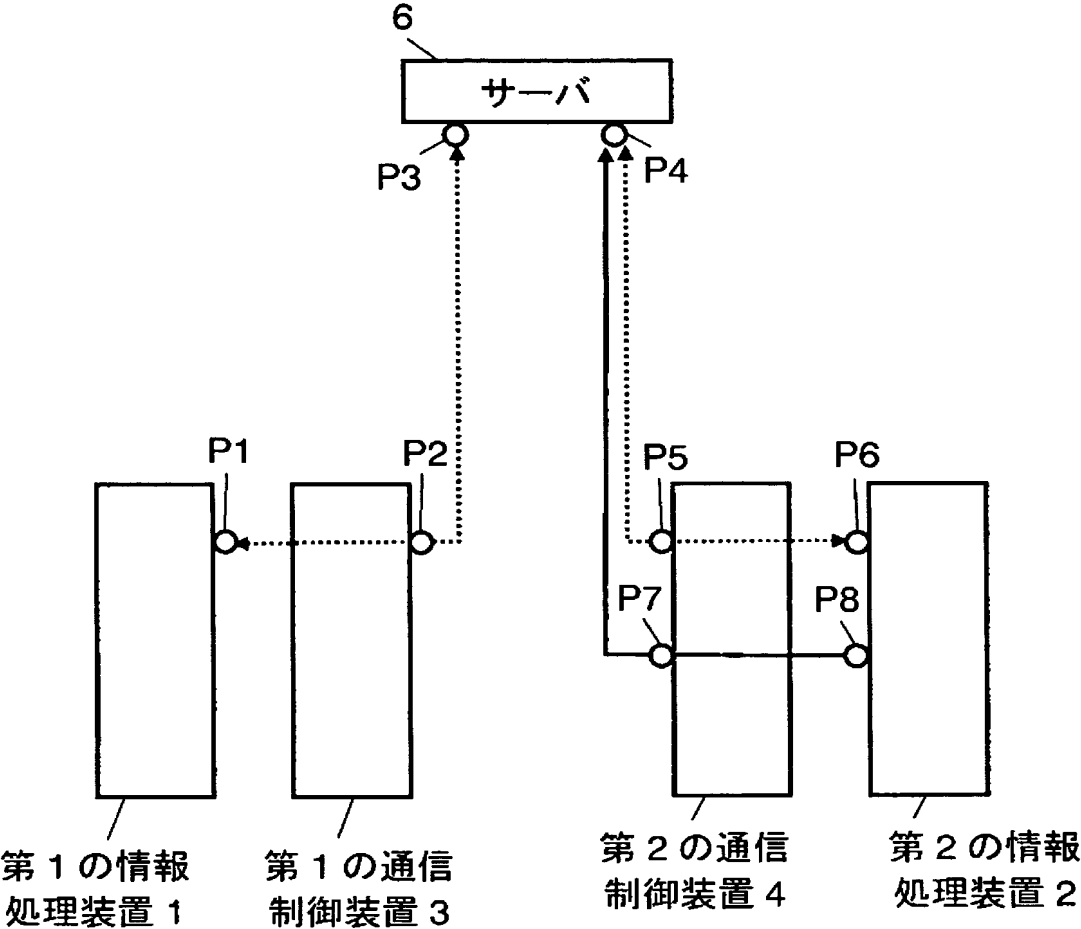 6
サーバ
P3
P4
P1
P2
P5
P6
P7
P8
第1の情報
処理装置1
第1の通信
制御装置3
第2の通信
制御装置4
第2の情報
処理装置2